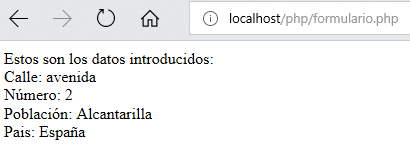 localhost/php/formulario.php
Estos son los datos introducidos:
Calle: avenida
Número: 2
Población: Alcantarilla
Pais: España